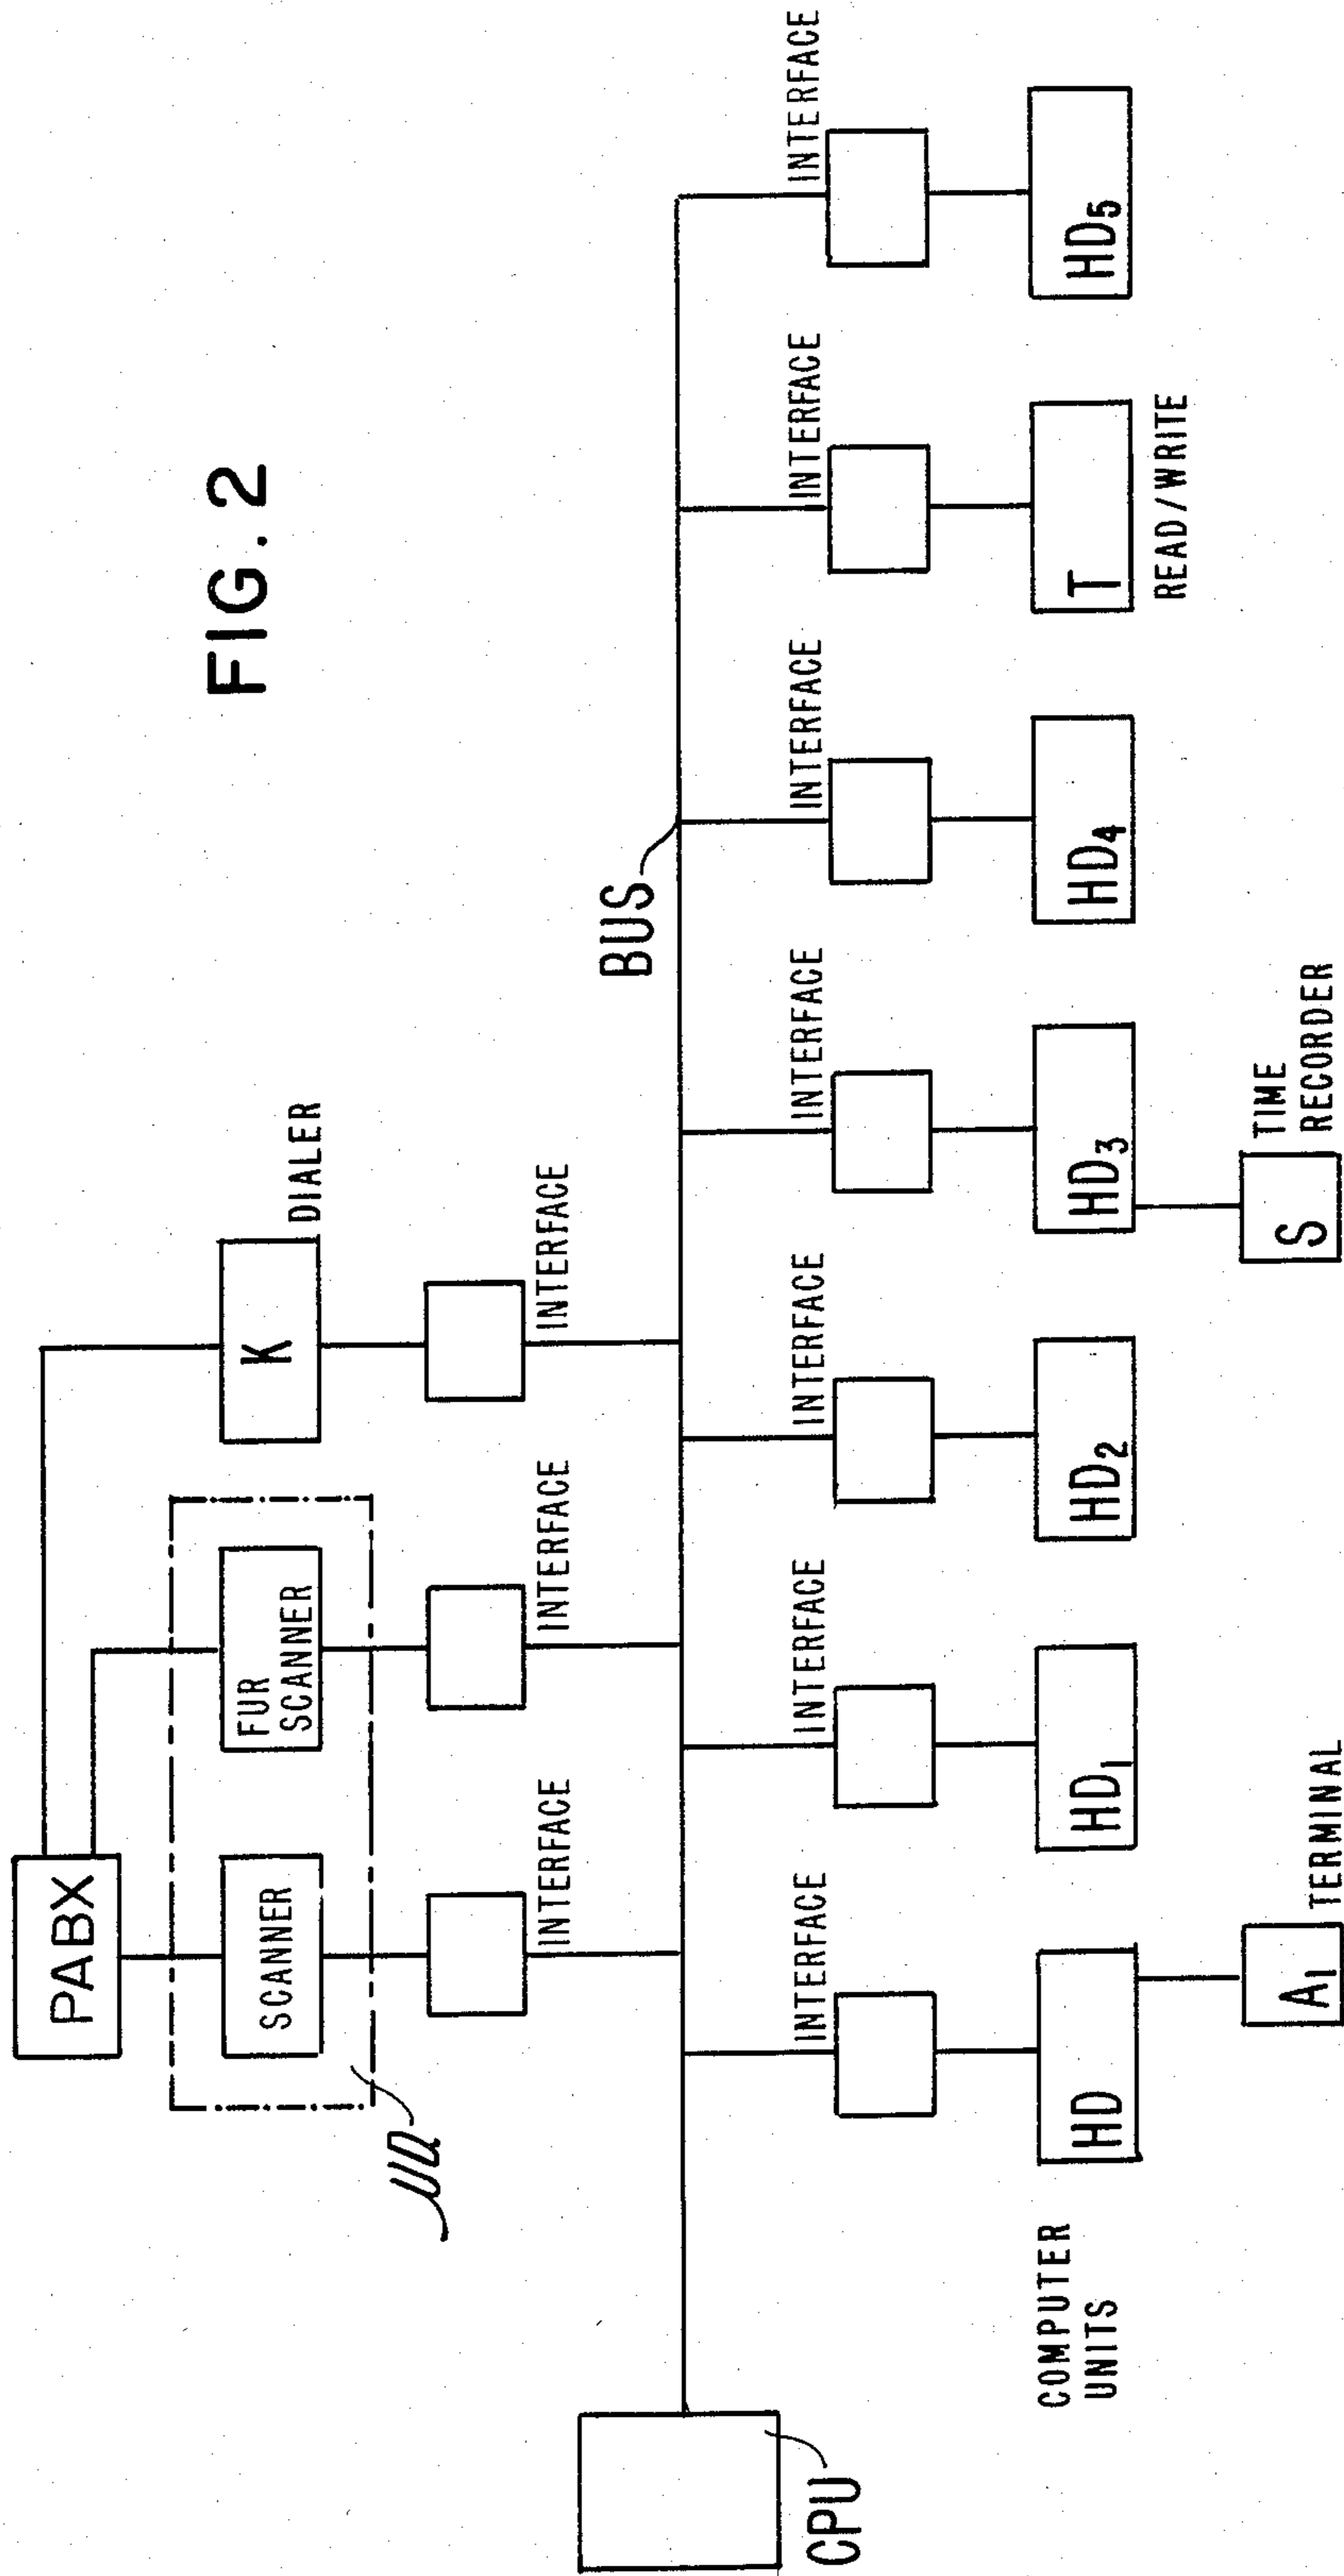 FIG. 2
PABX
SCANNER
FUR
SCANNER
K
DIALER
UD
INTERFACE
INTERFACE
INTERFACE
BUS
CPU
INTERFACE
INTERFACE
INTERFACE
INTERFACE
INTERFACE
INTERFACE
INTERFACE
COMPUTER
UNITS
HD
HD1
HD2
HD3
HD4
T
HD5
READ/WRITE
A1
TERMINAL
S
TIME
RECORDER